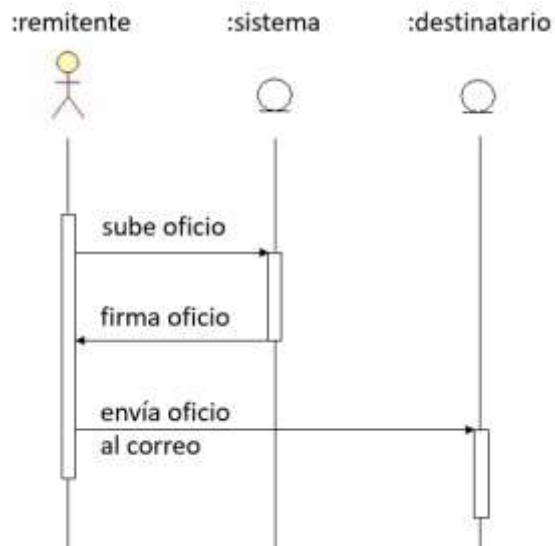 :remitente
:sistema
:destinatario
sube oficio
firma oficio
envía oficio
al correo